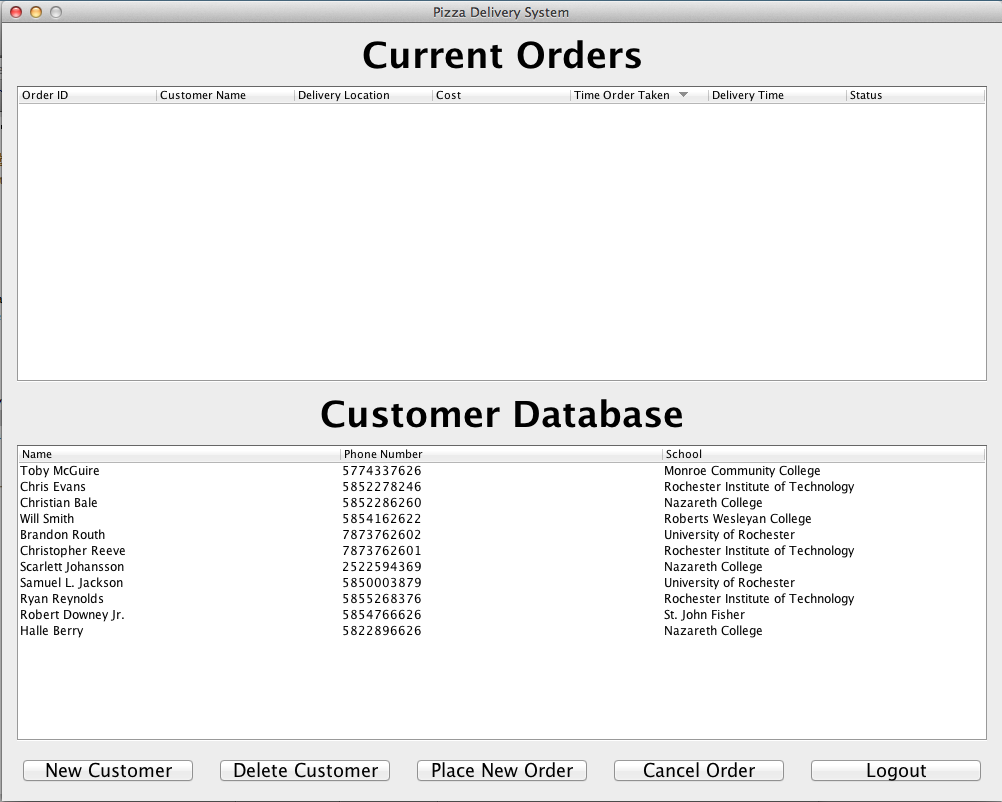 Pizza Delivery System
Current Orders
Order ID Customer Name Delivery Location Cost Time Order Taken Delivery Time Status
Customer Database
Name Phone Number School
Toby McGuire 5774337626 Monroe Community College
Chris Evans 5852278246 Rochester Institute of Technology
Christian Bale 5852286260 Nazareth College
Will Smith 5854162622 Roberts Wesleyan College
Brandon Routh 7873762602 University of Rochester
Christopher Reeve 7873762601 Rochester Institute of Technology
Scarlett Johansson 2522594369 Nazareth College
Samuel L. Jackson 5850003879 University of Rochester
Ryan Reynolds 5855268376 Rochester Institute of Technology
Robert Downey Jr. 5854766626 St. John Fisher
Halle Berry 5822896626 Nazareth College
New Customer Delete Customer Place New Order Cancel Order Logout